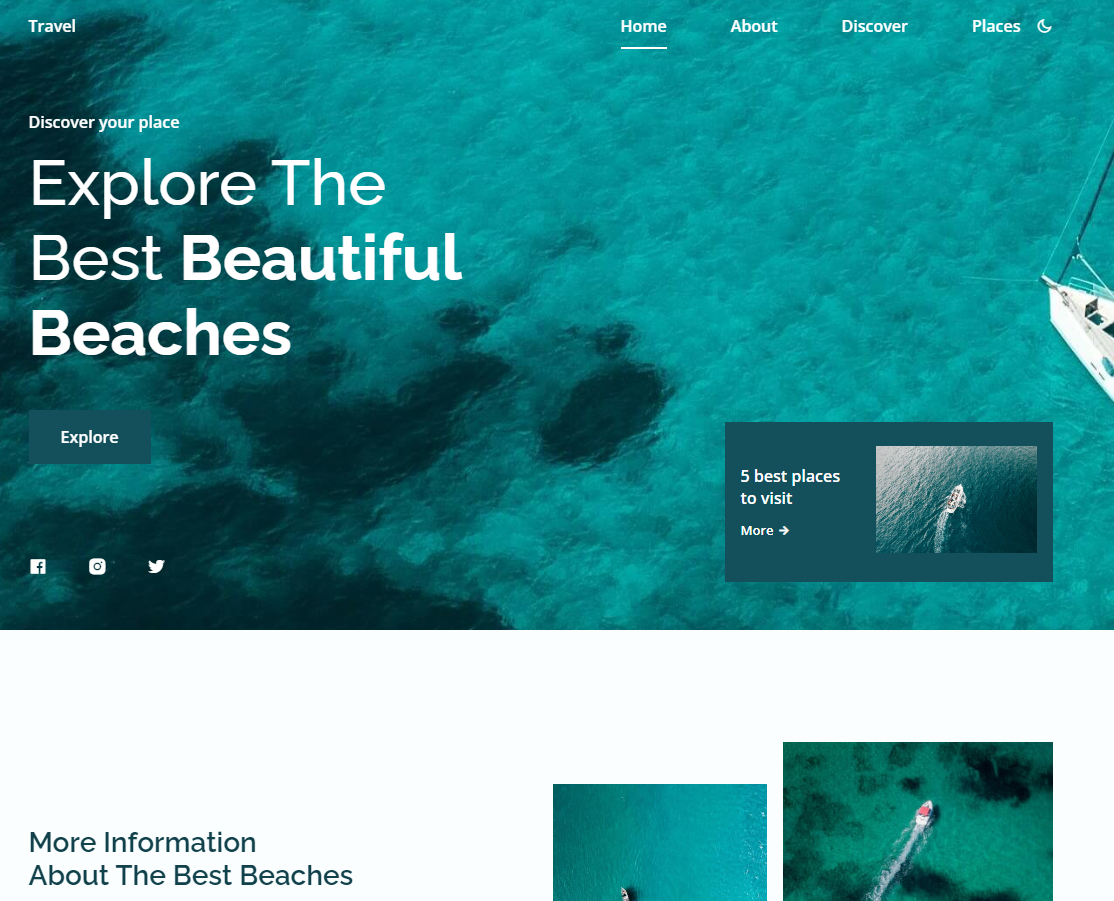 Travel
Home
About
Discover
Places
Discover your place
Explore The
Best Beautiful
Beaches
Explore
5 best places
to visit
More →
More Information
About The Best Beaches